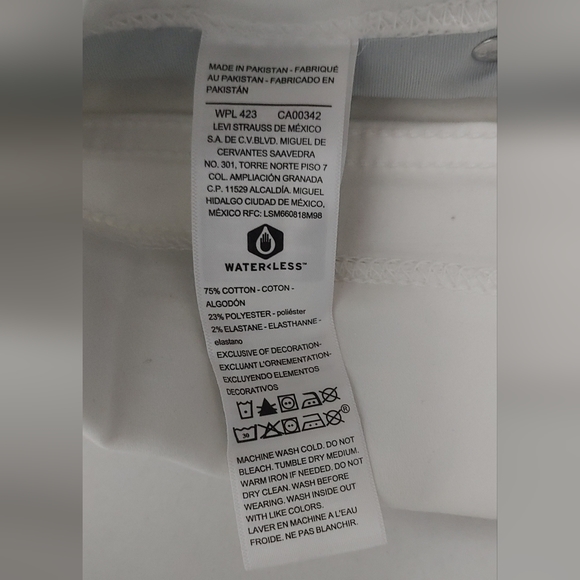 MADE IN PAKISTAN - FABRIQUÉ
AU PAKISTAN - FABRICADO EN
PAKISTÁN
WPL 423 CA00342
LEVI STRAUSS DE MÉXICO
S.A. DE C.V.BLVD. MIGUEL DE
CERVANTES SAAVEDRA
NO. 301, TORRE NORTE PISO 7
COL. AMPLIACIÓN GRANADA
C.P. 11529 ALCALDÍA. MIGUEL
HIDALGO CIUDAD DE MÉXICO,
MÉXICO RFC: LSM660818M98
WATER<LESS™
75% COTTON - COTON -
ALGODÓN
23% POLYESTER - poliéster
2% ELASTANE - ELASTHANNE -
elastano
EXCLUSIVE OF DECORATION-
EXCLUANT L'ORNEMENTATION-
EXCLUYENDO ELEMENTOS
DECORATIVOS
30 ®
MACHINE WASH COLD. DO NOT
BLEACH. TUMBLE DRY MEDIUM.
WARM IRON IF NEEDED. DO NOT
DRY CLEAN. WASH BEFORE
WEARING. WASH INSIDE OUT
WITH LIKE COLORS.
LAVER EN MACHINE A L'EAU
FROIDE. NE PAS BLANCHIR.